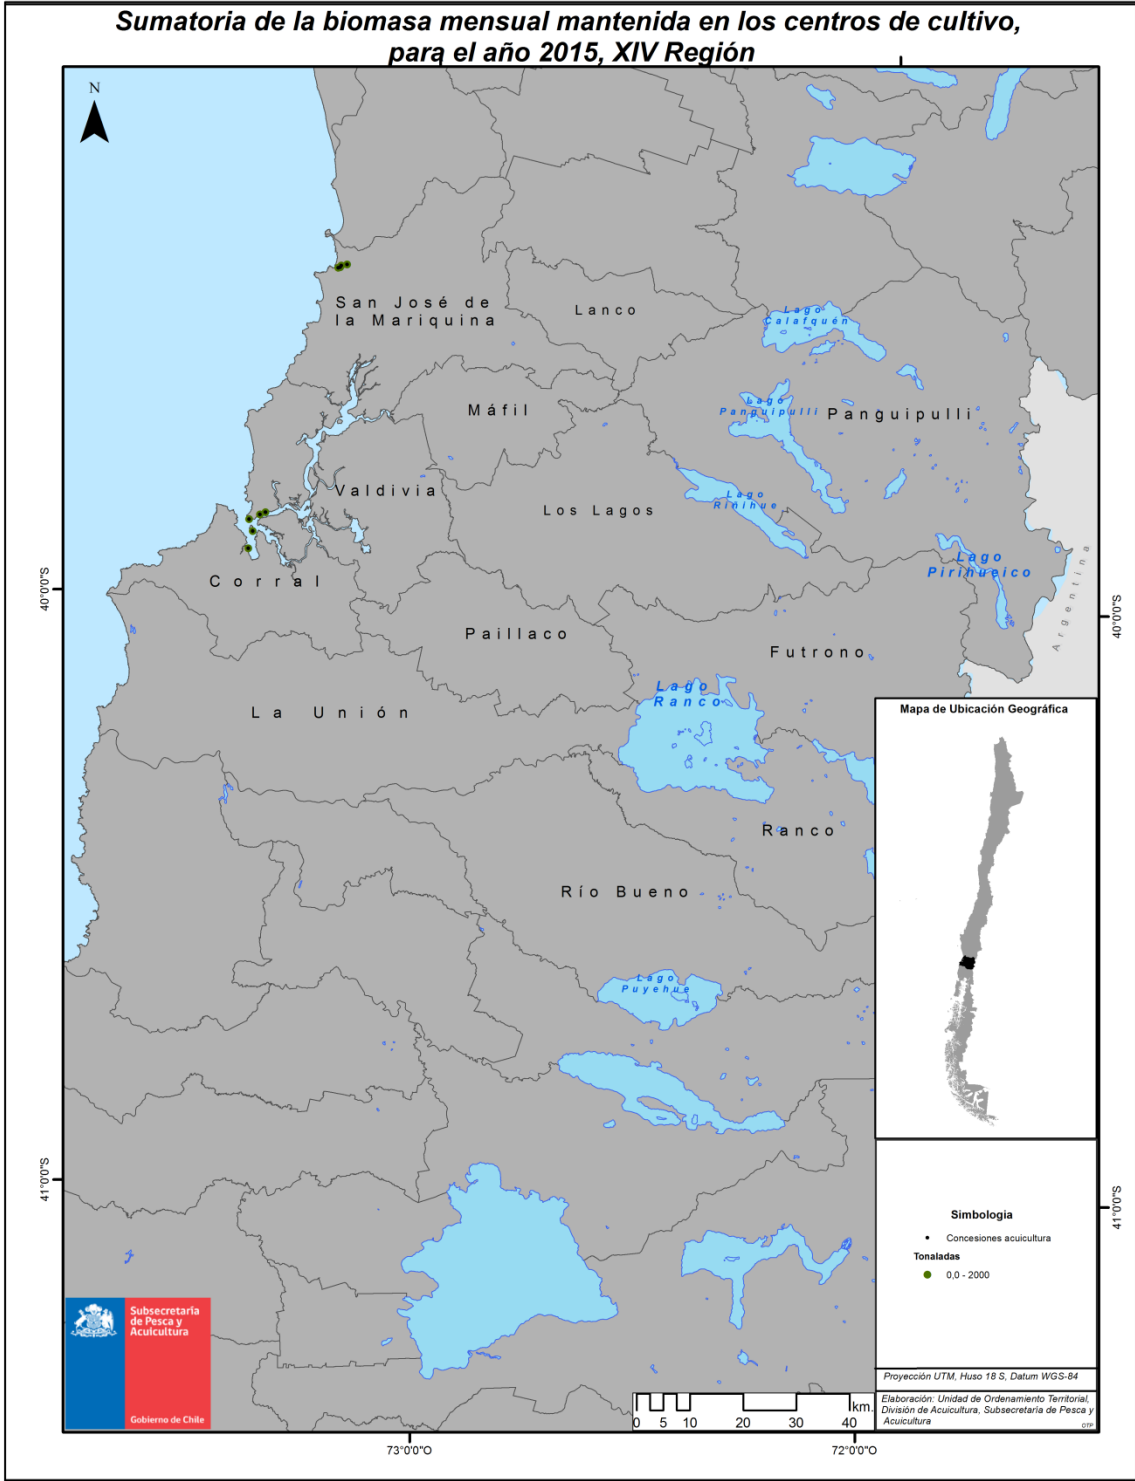 Sumatoria de la biomasa mensual mantenida en los centros de cultivo,
para el año 2015, XIV Región
N
San José de
la Mariquina
Lanco
Lago
Calafquén
Máfil
Lago
Panguipulli
Panguipulli
Valdivia
Los Lagos
Lago
Riñihue
Corral
Lago
Pirihueico
Argentina
40°0'0"S
40°0'0"S
Paillaco
Futrono
La Unión
Lago
Ranco
Mapa de Ubicación Geográfica
Ranco
Río Bueno
Lago
Puyehue
41°0'0"S
41°0'0"S
Simbologia
Concesiones acuicultura
Tonaladas
0,0 - 2000
Subsecretaría
de Pesca y
Acuicultura
Gobierno de Chile
Proyección UTM, Huso 18 S, Datum WGS-84
Elaboración: Unidad de Ordenamiento Territorial,
División de Acuicultura, Subsecretaría de Pesca y
Acuicultura
OTP
km.
0 5 10 20 30 40
73°0'0"O
72°0'0"O